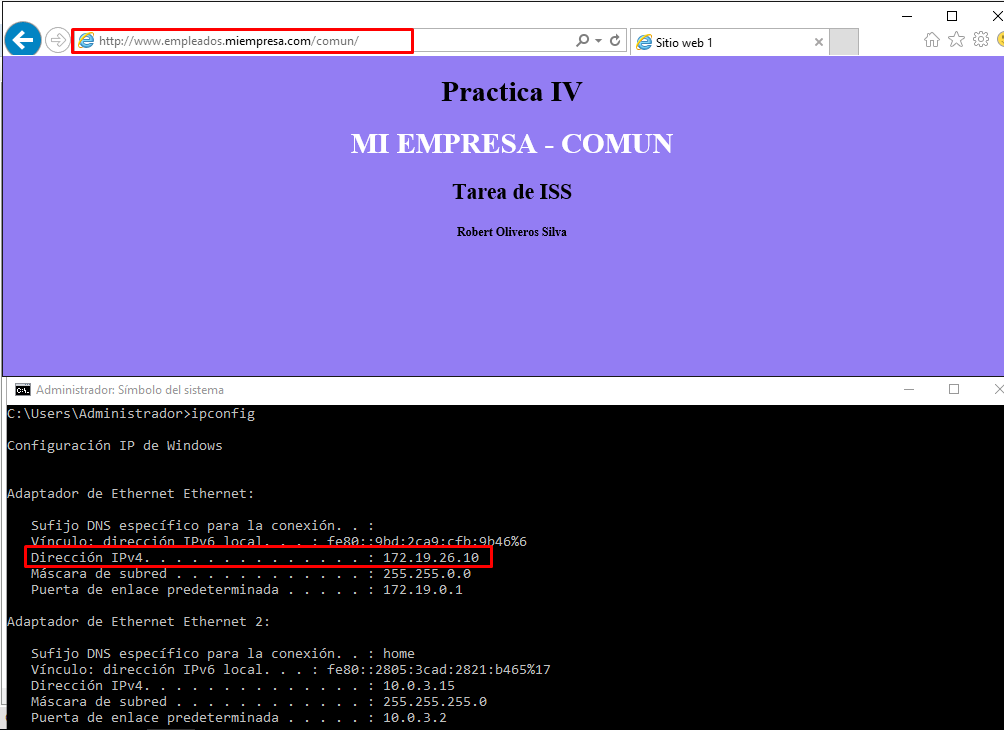 http://www.empleados.miempresa.com/comun/
Sitio web 1
Practica IV
MI EMPRESA - COMUN
Tarea de ISS
Robert Oliveros Silva
Administrador: Símbolo del sistema
C:\Users\Administrador>ipconfig
Configuración IP de Windows
Adaptador de Ethernet Ethernet:
Sufijo DNS específico para la conexión. . :
Vínculo: dirección IPv6 local. . . : fe80::9bd:2ca9:cfb:9b46%6
Dirección IPv4. . . . . . . . . . . . . . : 172.19.26.10
Máscara de subred . . . . . . . . . . . . : 255.255.0.0
Puerta de enlace predeterminada . . . . . : 172.19.0.1
Adaptador de Ethernet Ethernet 2:
Sufijo DNS específico para la conexión. . : home
Vínculo: dirección IPv6 local. . . : fe80::2805:3cad:2821:b465%17
Dirección IPv4. . . . . . . . . . . . . . : 10.0.3.15
Máscara de subred . . . . . . . . . . . . : 255.255.255.0
Puerta de enlace predeterminada . . . . . : 10.0.3.2